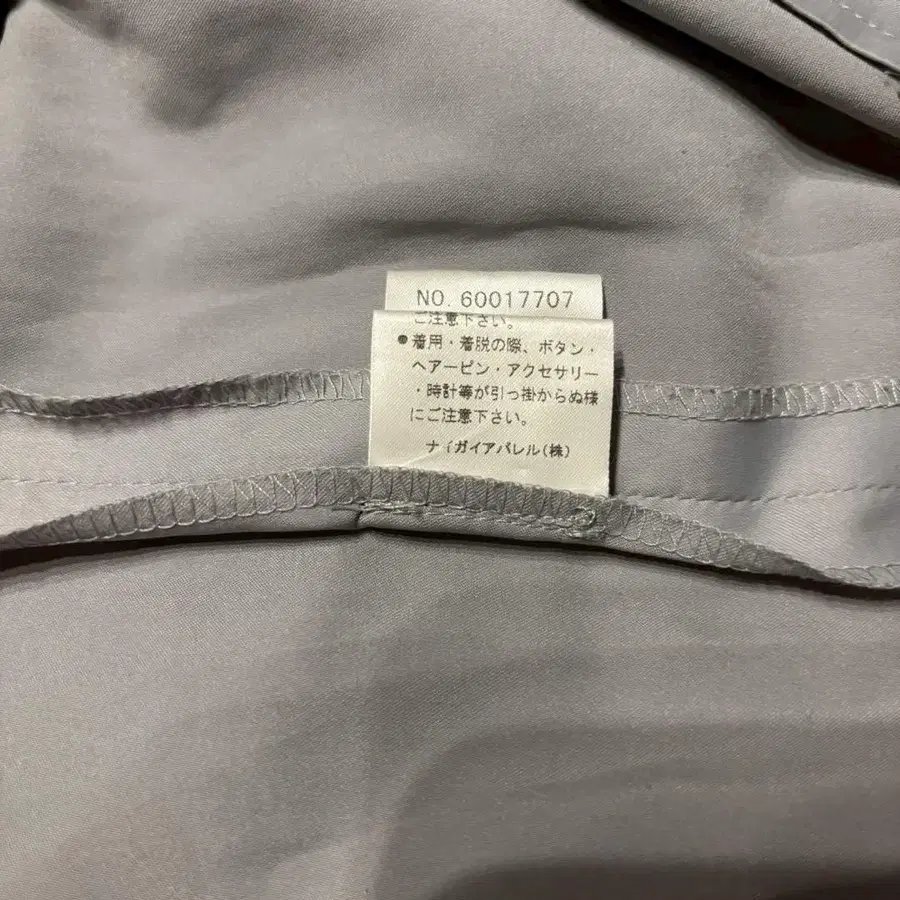 NO. 60017707
ご注意下さい。
●着用・着脱の際、ボタン・
ヘアーピン・アクセサリー
・時計等が引っ掛からぬ様
にご注意下さい。
ナイガイアパレル(株)